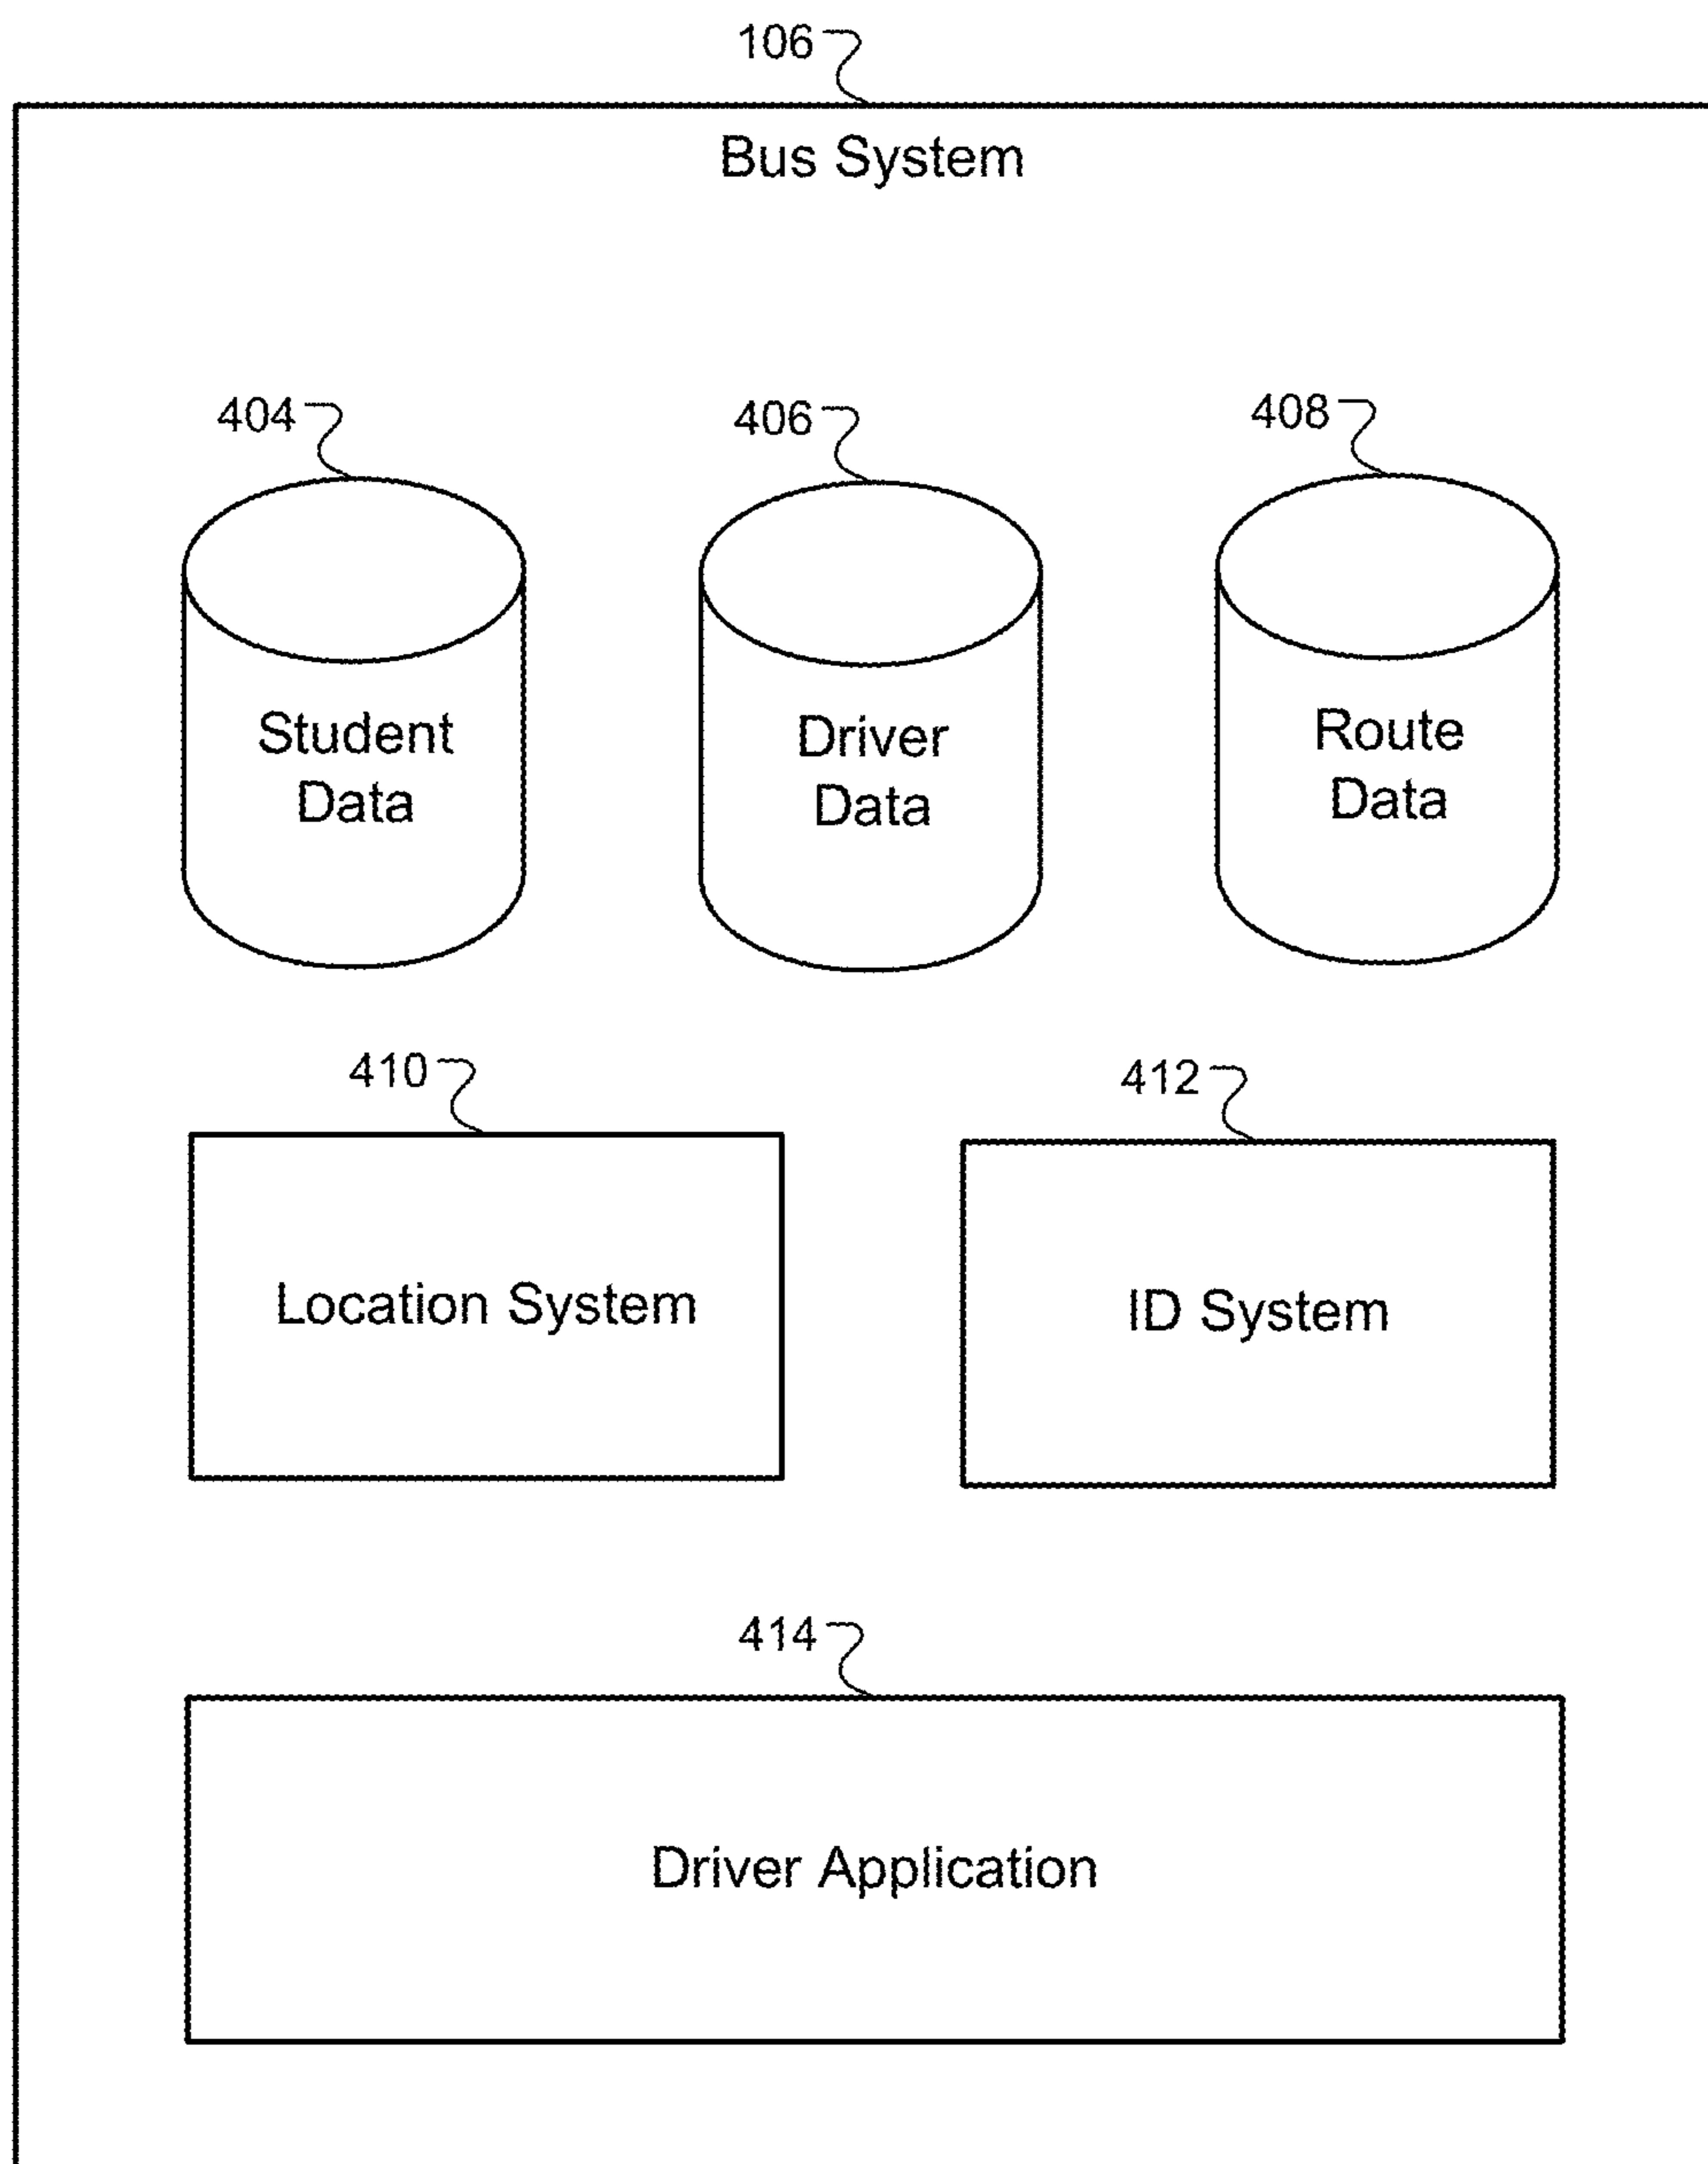 106
Bus System
404
406
408
Student
Data
Driver
Data
Route
Data
410
412
Location System
ID System
414
Driver Application